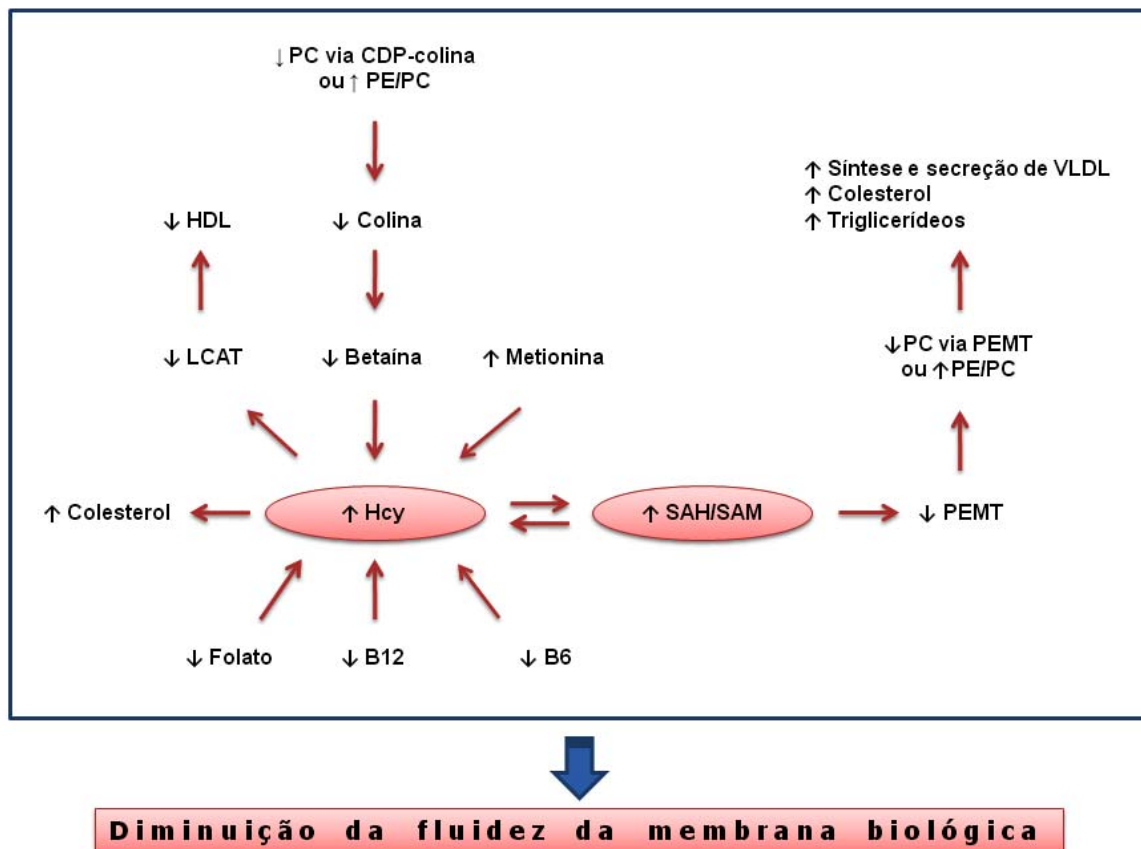 ↓ PC via CDP-colina
ou ↑ PE/PC
↑ Síntese e secreção de VLDL
↑ Colesterol
↑ Triglicerídeos
↓ HDL
↓ Colina
↓ LCAT
↓ Betaína
↑ Metionina
↓PC via PEMT
ou ↑PE/PC
↑ Colesterol
↑ Hcy
↑ SAH/SAM
↓ PEMT
↓ Folato
↓ B12
↓ B6
Diminuição da fluidez da membrana biológica